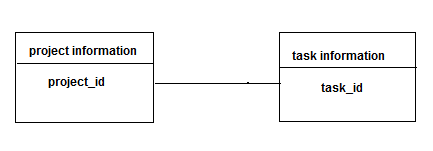 project information
project_id
task information
task_id